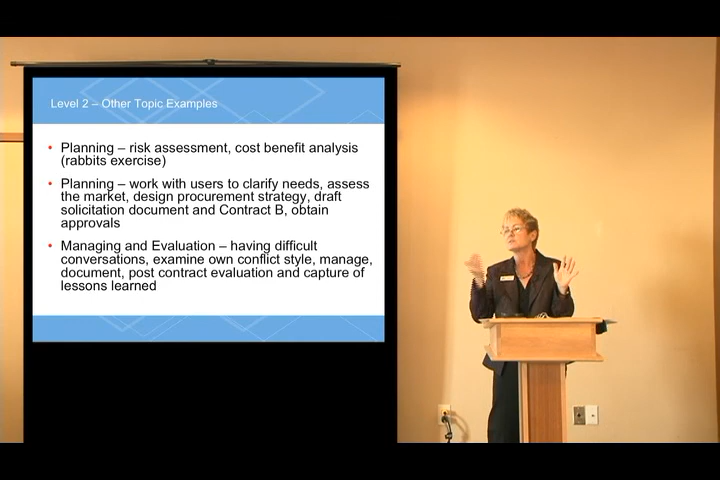 Level 2 – Other Topic Examples
• Planning – risk assessment, cost benefit analysis
(rabbits exercise)
• Planning – work with users to clarify needs, assess
the market, design procurement strategy, draft
solicitation document and Contract B, obtain
approvals
• Managing and Evaluation – having difficult
conversations, examine own conflict style, manage,
document, post contract evaluation and capture of
lessons learned